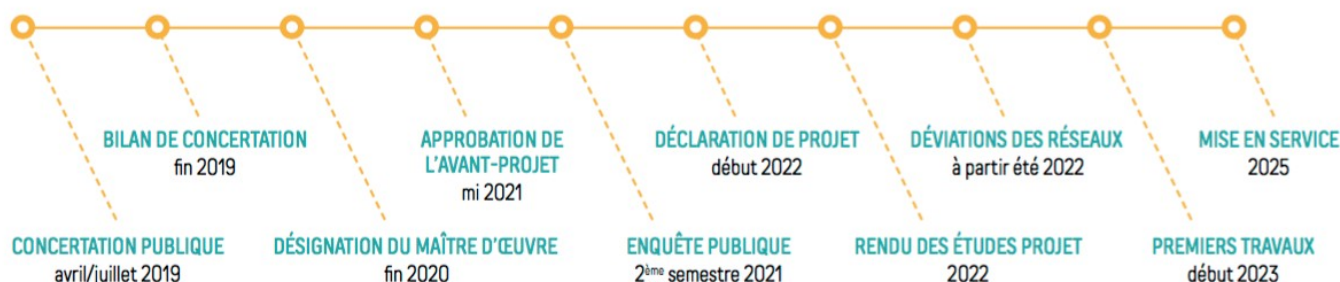 BILAN DE CONCERTATION
fin 2019
APPROBATION DE
L'AVANT-PROJET
mi 2021
DÉCLARATION DE PROJET
début 2022
DÉVIATIONS DES RÉSEAUX
à partir été 2022
MISE EN SERVICE
2025
CONCERTATION PUBLIQUE
avril/juillet 2019
DÉSIGNATION DU MAÎTRE D'ŒUVRE
fin 2020
ENQUÊTE PUBLIQUE
2ème semestre 2021
RENDU DES ÉTUDES PROJET
2022
PREMIERS TRAVAUX
début 2023